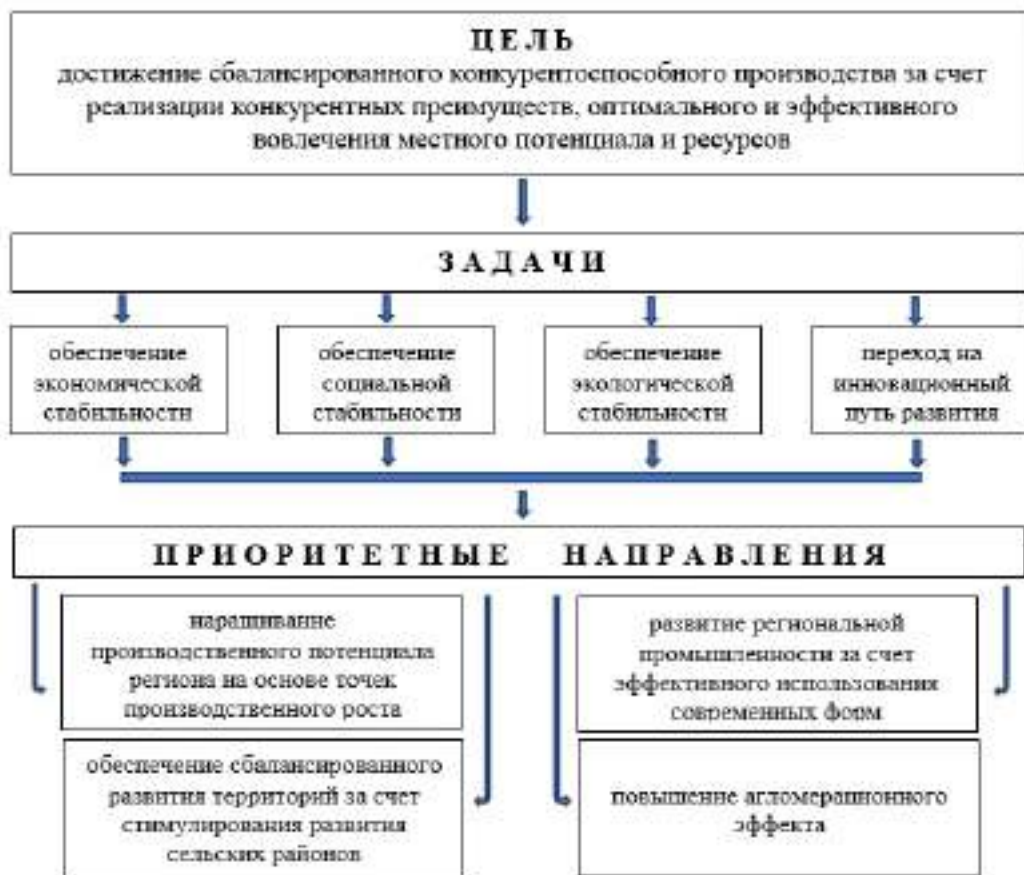 ЦЕЛЬ
достижение сбалансированного конкурентоспособного производства за счет
реализации конкурентных преимуществ, оптимального и эффективного
вовлечения местного потенциала и ресурсов
ЗАДАЧИ
обеспечение
экономической
стабильности
обеспечение
социальной
стабильности
обеспечение
экологической
стабильности
переход на
инновационный
путь развития
ПРИОРИТЕТНЫЕ НАПРАВЛЕНИЯ
наращивание
производственного потенциала
региона на основе точек
производственного роста
развитие региональной
промышленности за счет
эффективного использования
современных форм
обеспечение сбалансированного
развития территорий за счет
стимулирования развития
сельских районов
повышение агломерационного
эффекта